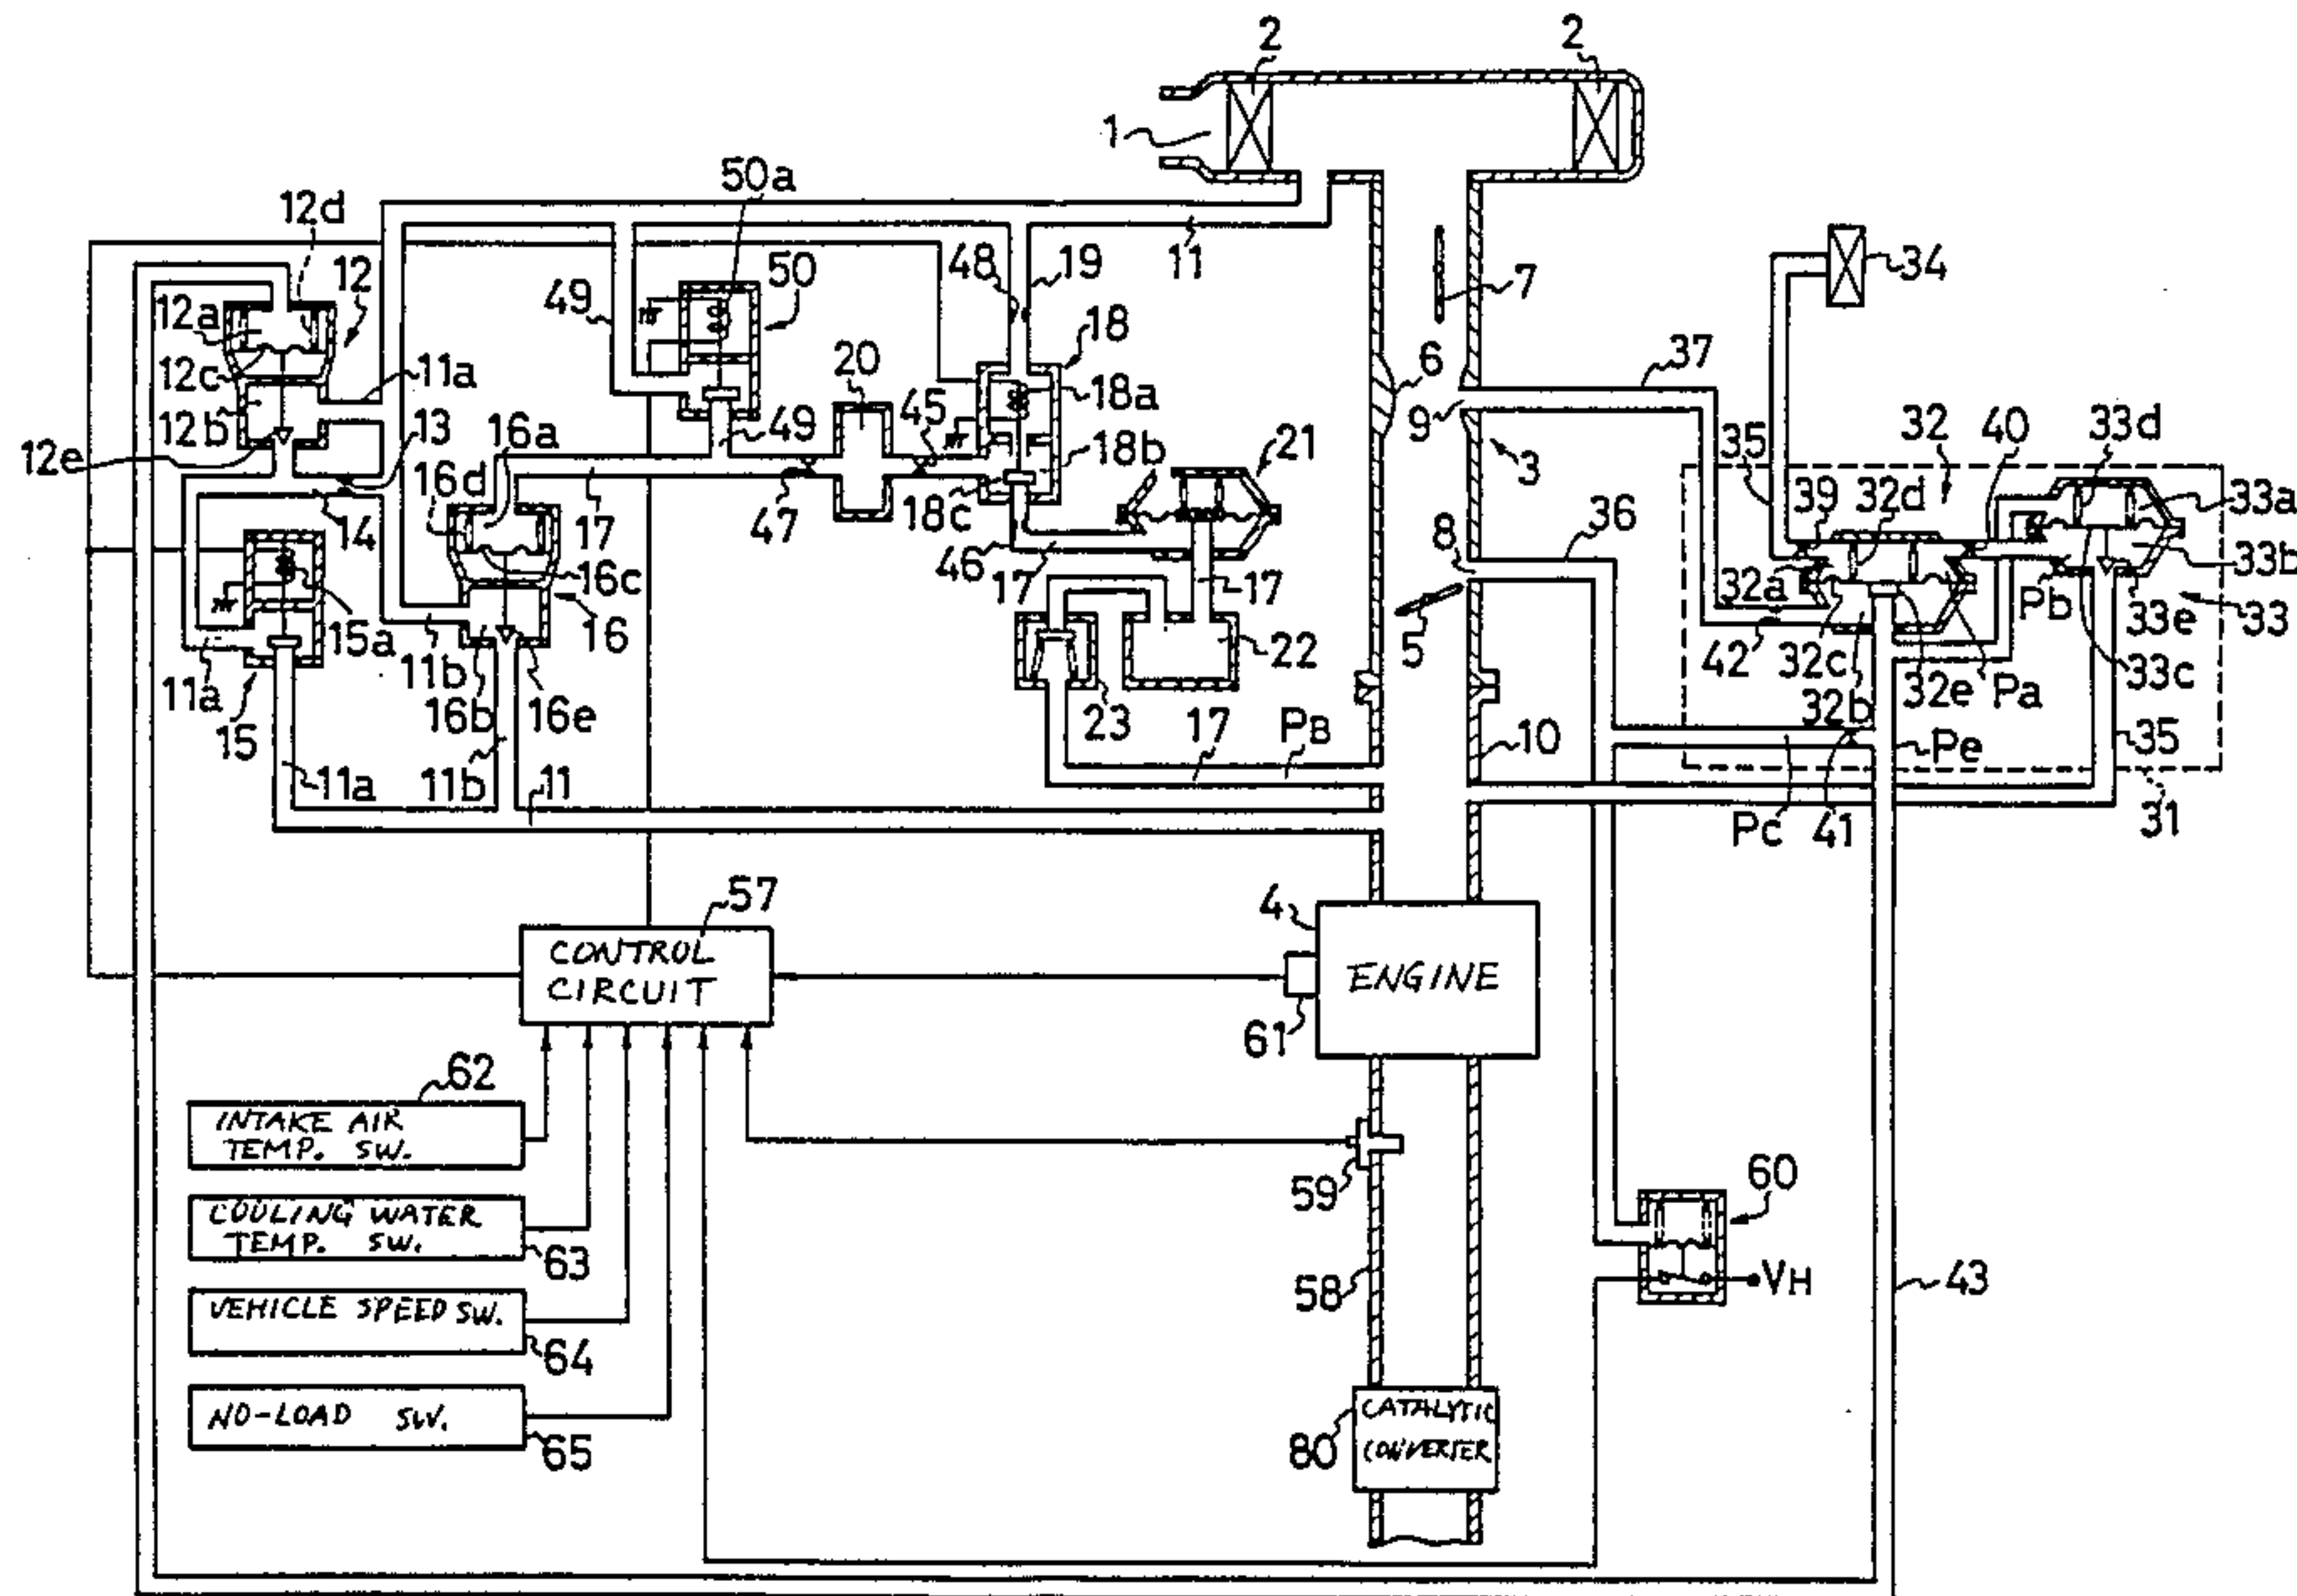 2 2
1
50a
12d
12 50 48 19 11 7 34
12a 49
18
12c 11a 20 6 37
18a
12b 13 16a 49 45 9 32 40 33d
12e 16d 18b 21 3 35
39 32d 33a
17 47 18c
14 8 36
16c 46 17 17 32a 33b
Pb
15a 16 5 33e 33
11a 11b 22 42 32c 33c
16b 16e 32e Pa
15 23 17 PB 32b
10 Pe 35
11a 11b 11
Pc 41 31
57 4
CONTROL
CIRCUIT
ENGINE
61
62
INTAKE AIR
TEMP. SW.
59 60
COOLING WATER
TEMP. SW.
63
58 VH 43
VEHICLE SPEED SW.
64
NO-LOAD SW.
65
CATALYTIC
CONVERTER
80